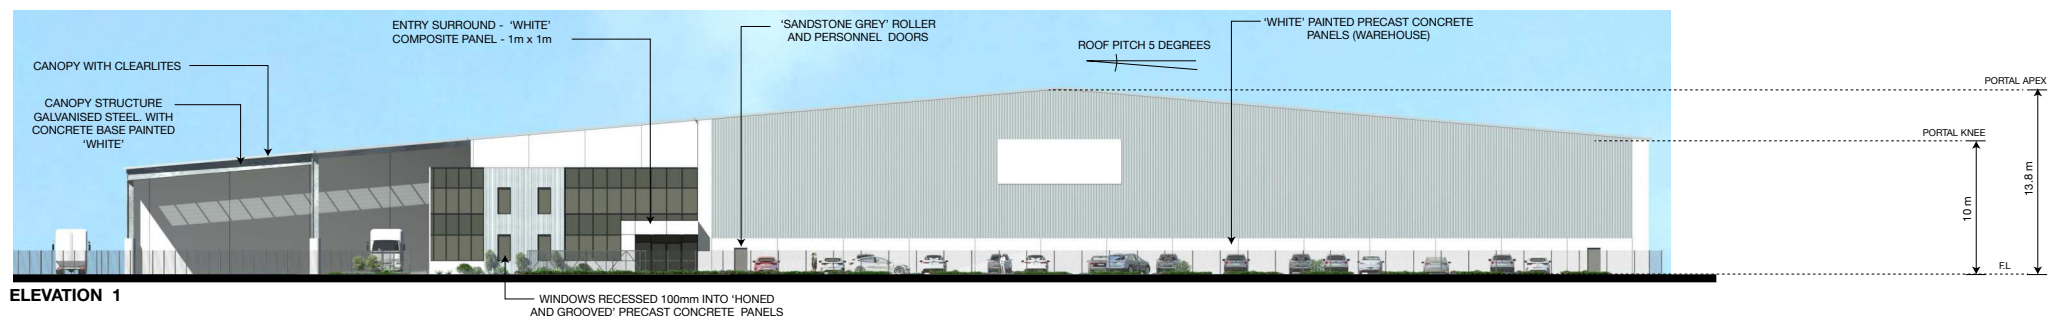 ENTRY SURROUND - ‘WHITE’
COMPOSITE PANEL - 1m x 1m
‘SANDSTONE GREY’ ROLLER
AND PERSONNEL DOORS
‘WHITE’ PAINTED PRECAST CONCRETE
PANELS (WAREHOUSE)
ROOF PITCH 5 DEGREES
CANOPY WITH CLEARLITES
CANOPY STRUCTURE
GALVANISED STEEL. WITH
CONCRETE BASE PAINTED
‘WHITE’
PORTAL APEX
PORTAL KNEE
13.8 m
10 m
F.L
ELEVATION 1
WINDOWS RECESSED 100mm INTO ‘HONED
AND GROOVED’ PRECAST CONCRETE PANELS